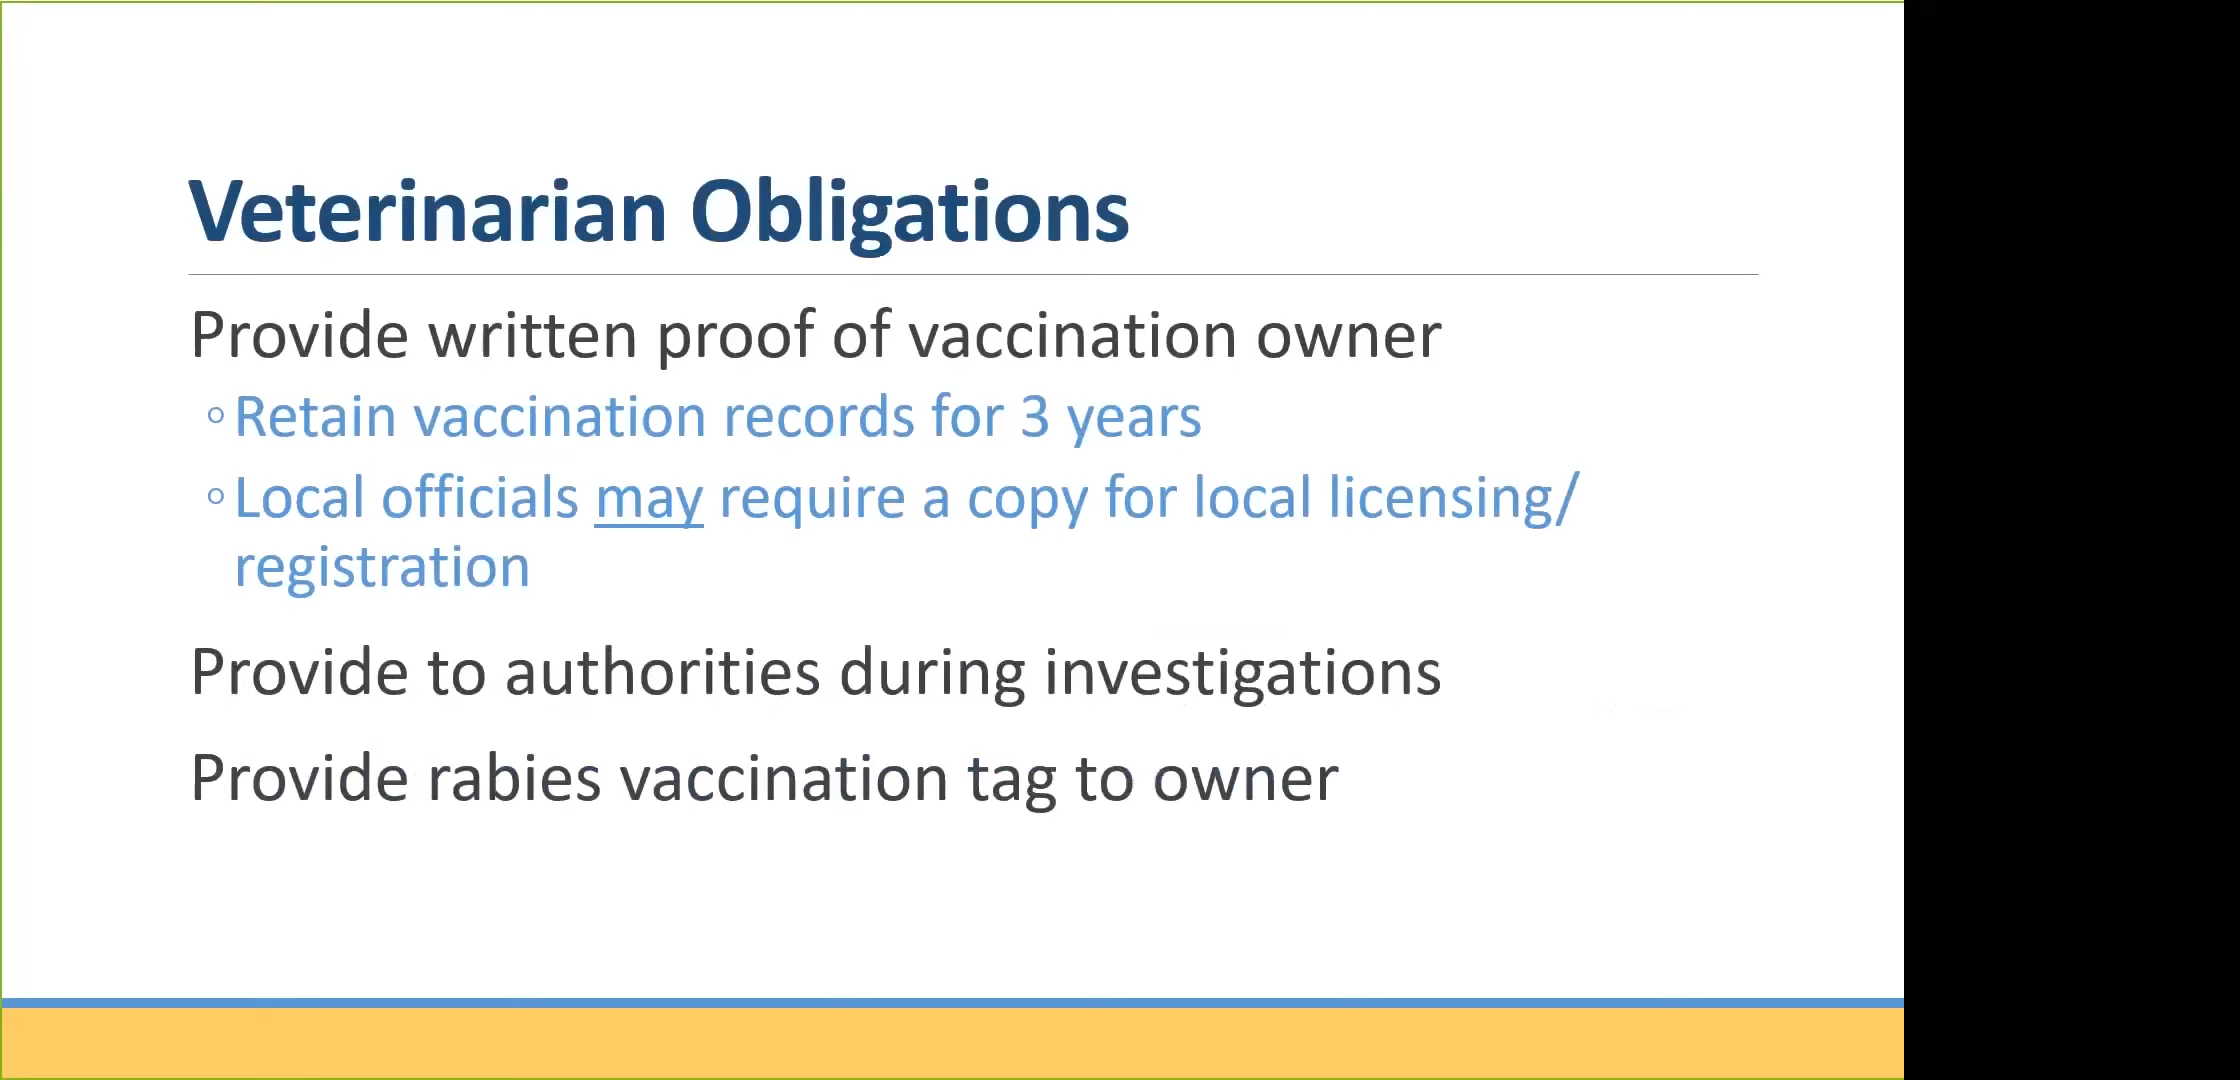 Veterinarian Obligations
Provide written proof of vaccination owner
◦Retain vaccination records for 3 years
◦Local officials may require a copy for local licensing/
registration
Provide to authorities during investigations
Provide rabies vaccination tag to owner